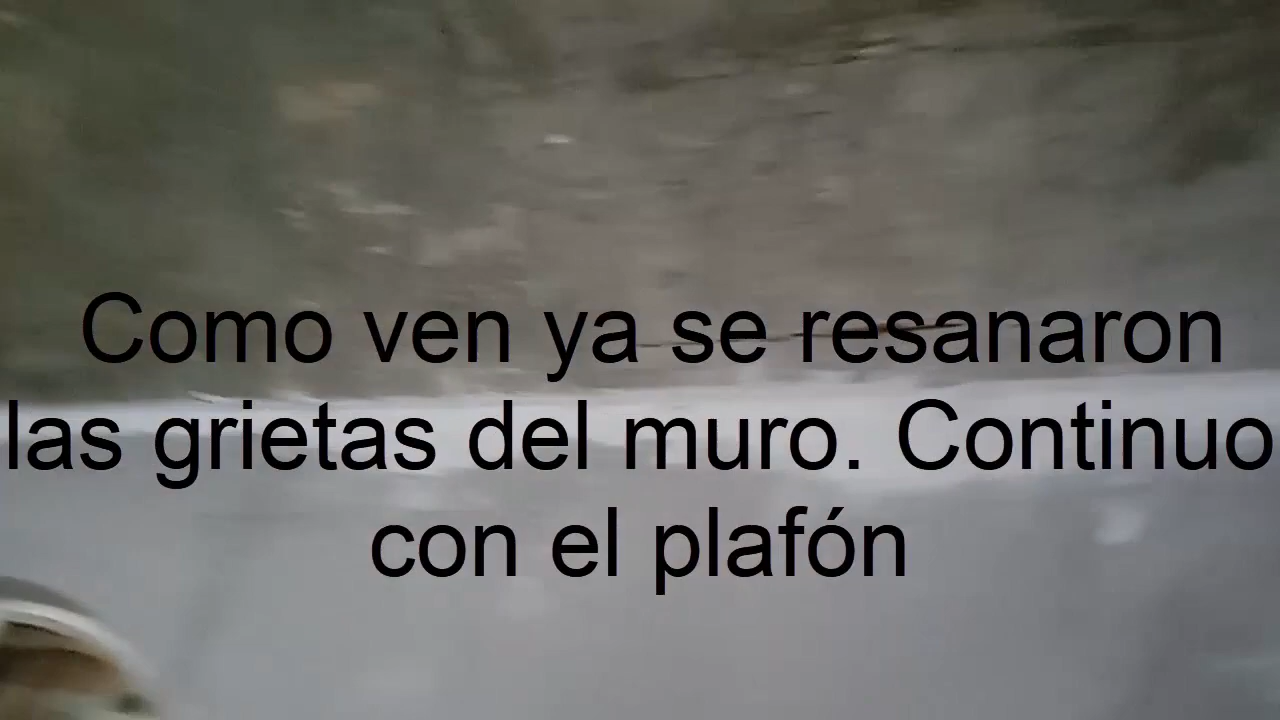 Como ven ya se resanaron
las grietas del muro. Continuo
con el plafón